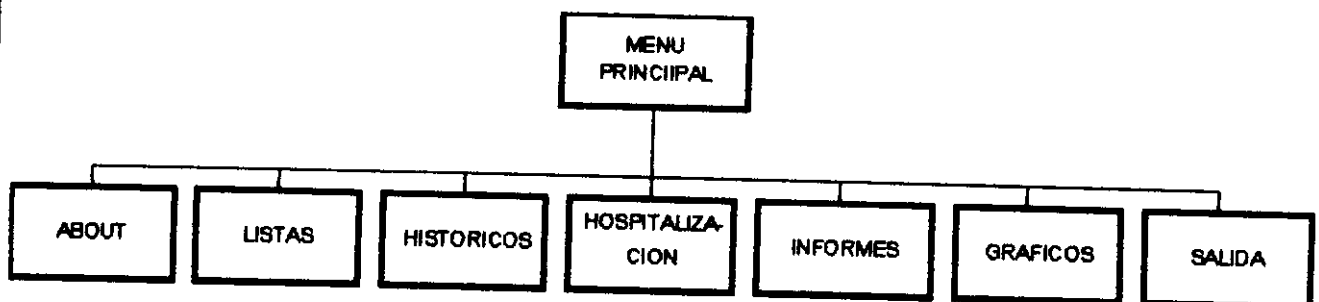 MENU
PRINCIIPAL
ABOUT
LISTAS
HISTORICOS
HOSPITALIZA-
CION
INFORMES
GRAFICOS
SALIDA